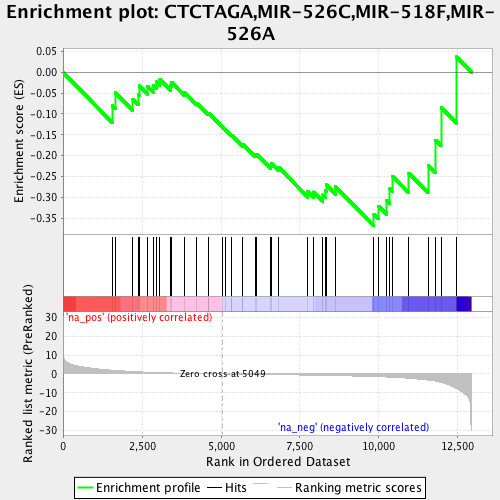 Enrichment plot: CTCTAGA,MIR-526C,MIR-518F,MIR-
526A
Enrichment score (ES)
0.05
0.00
-0.05
-0.10
-0.15
-0.20
-0.25
-0.30
-0.35
'na_pos' (positively correlated)
Ranked list metric (PreRanked)
30
20
10
0
-10
-20
-30
Zero cross at 5049
'na_neg' (negatively correlated)
0
2,500
5,000
7,500
10,000
12,500
Rank in Ordered Dataset
Enrichment profile
Hits
Ranking metric scores